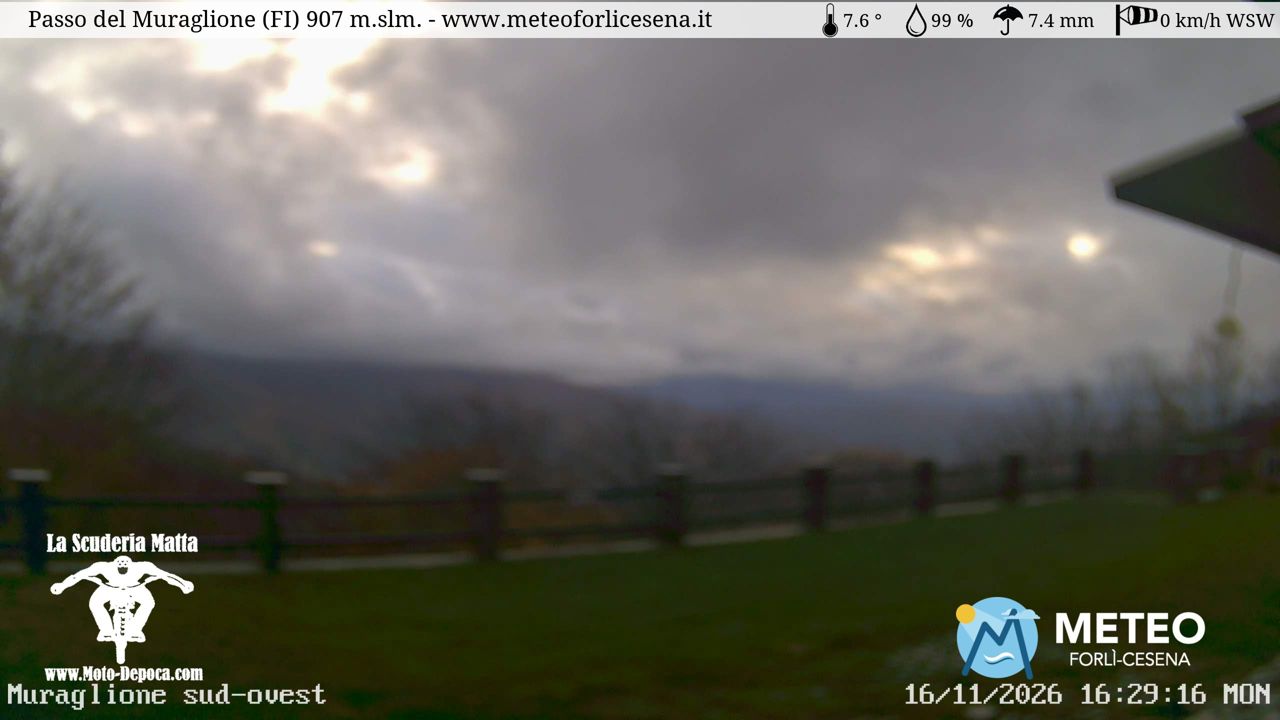 Passo del Muraglione (FI) 907 m.slm. - www.meteoforlicesena.it 7.6 ° 99 % 7.4 mm 0 km/h WSW
La Scuderia Matta
www.Moto-Depoca.com
METEO
FORLÌ-CESENA
Muraglione sud-ovest 16/11/2026 16:29:16 MON